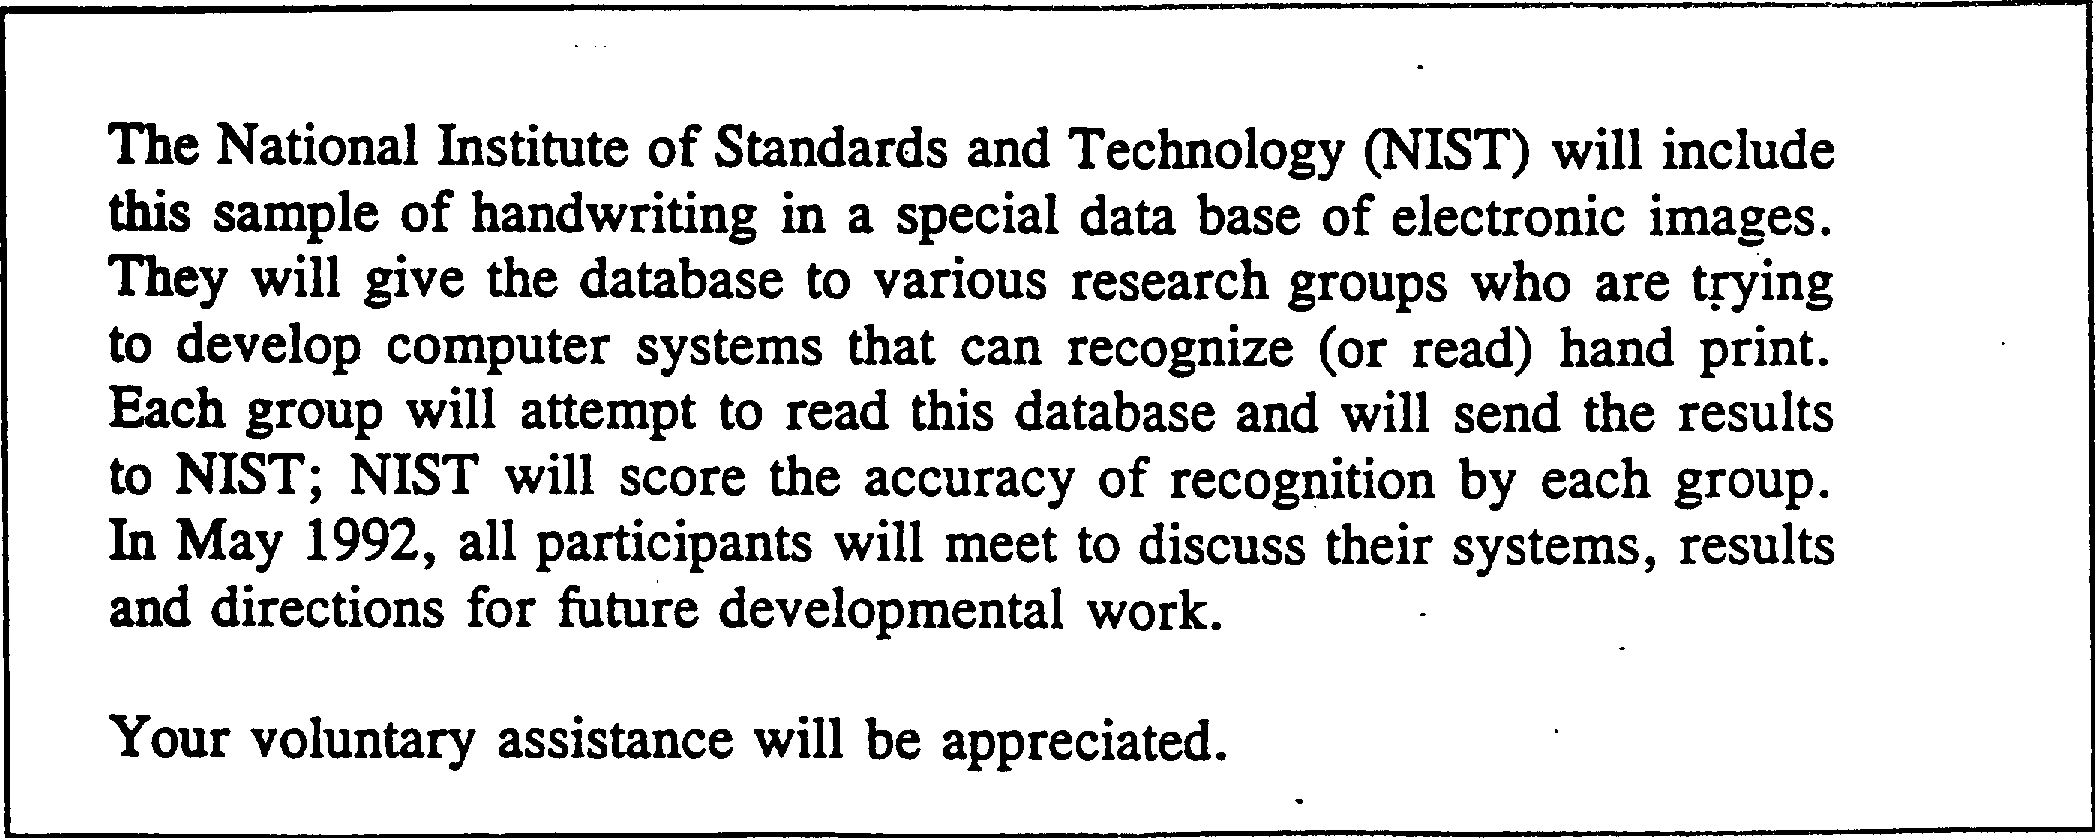 The National Institute of Standards and Technology (NIST) will include
this sample of handwriting in a special data base of electronic images.
They will give the database to various research groups who are trying
to develop computer systems that can recognize (or read) hand print.
Each group will attempt to read this database and will send the results
to NIST; NIST will score the accuracy of recognition by each group.
In May 1992, all participants will meet to discuss their systems, results
and directions for future developmental work.
Your voluntary assistance will be appreciated.